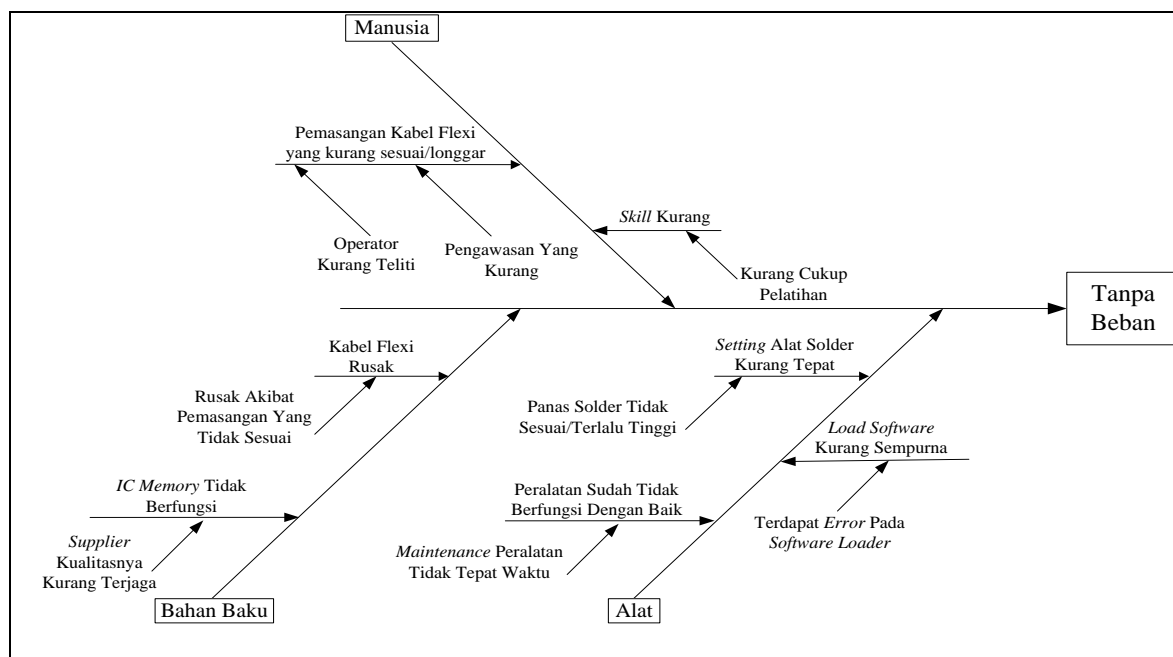 Manusia
Pemasangan Kabel Flexi
yang kurang sesuai/longgar
Operator
Kurang Teliti
Pengawasan Yang
Kurang
Skill Kurang
Kurang Cukup
Pelatihan
Tanpa
Beban
Kabel Flexi
Rusak
Rusak Akibat
Pemasangan Yang
Tidak Sesuai
IC Memory Tidak
Berfungsi
Supplier
Kualitasnya
Kurang Terjaga
Bahan Baku
Setting Alat Solder
Kurang Tepat
Panas Solder Tidak
Sesuai/Terlalu Tinggi
Load Software
Kurang Sempurna
Terdapat Error Pada
Software Loader
Peralatan Sudah Tidak
Berfungsi Dengan Baik
Maintenance Peralatan
Tidak Tepat Waktu
Alat